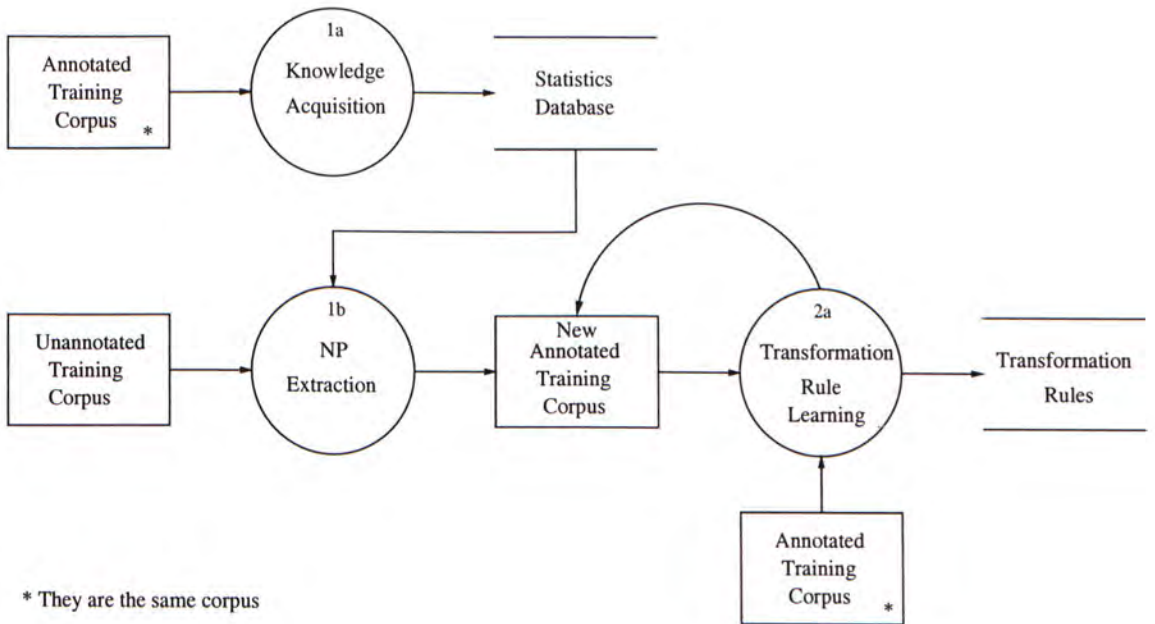 1a
Knowledge
Acquisition
Annotated
Training
Corpus *
Statistics
Database
1b
NP
Extraction
Unannotated
Training
Corpus
New
Annotated
Training
Corpus
2a
Transformation
Rule
Learning
Transformation
Rules
Annotated
Training
Corpus *
* They are the same corpus